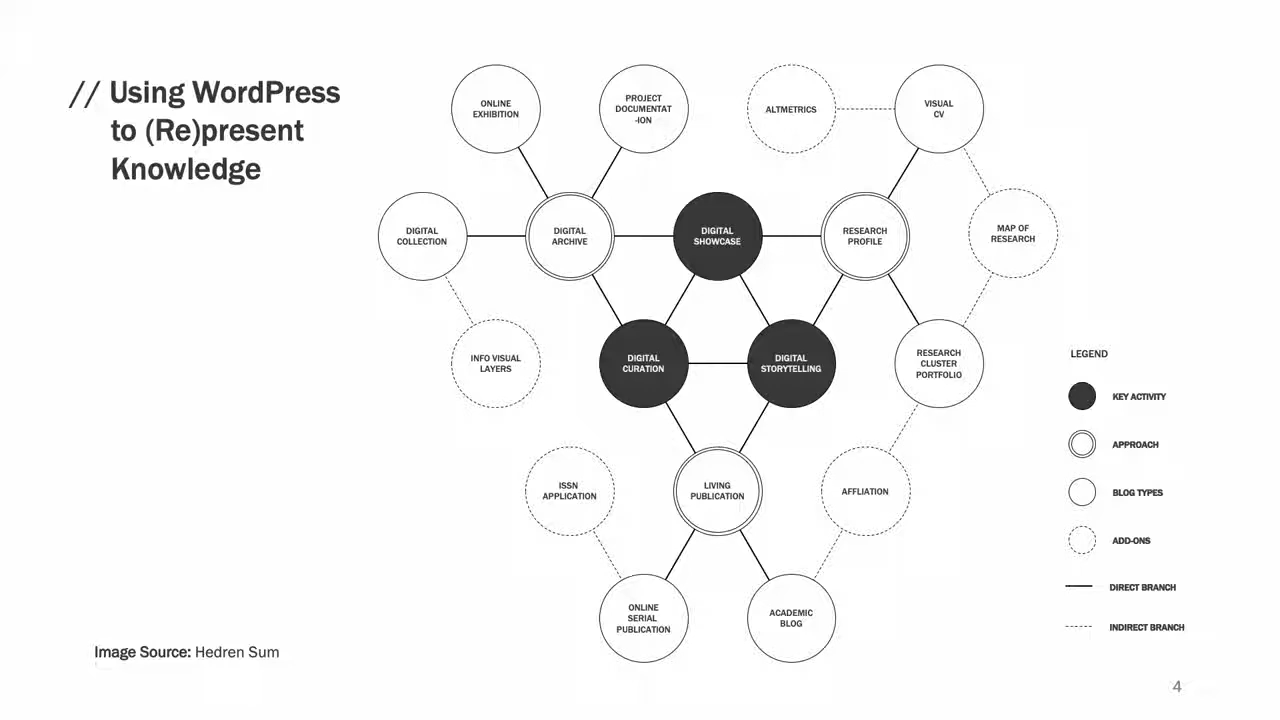 // Using WordPress
to (Re)present
Knowledge
ONLINE
EXHIBITION
PROJECT
DOCUMENTAT
-ION
ALTMETRICS
VISUAL
CV
DIGITAL
COLLECTION
DIGITAL
ARCHIVE
DIGITAL
SHOWCASE
RESEARCH
PROFILE
MAP OF
RESEARCH
INFO VISUAL
LAYERS
DIGITAL
CURATION
DIGITAL
STORYTELLING
RESEARCH
CLUSTER
PORTFOLIO
ISSN
APPLICATION
LIVING
PUBLICATION
AFFLIATION
ONLINE
SERIAL
PUBLICATION
ACADEMIC
BLOG
LEGEND
KEY ACTIVITY
APPROACH
BLOG TYPES
ADD-ONS
DIRECT BRANCH
INDIRECT BRANCH
Image Source: Hedren Sum
4